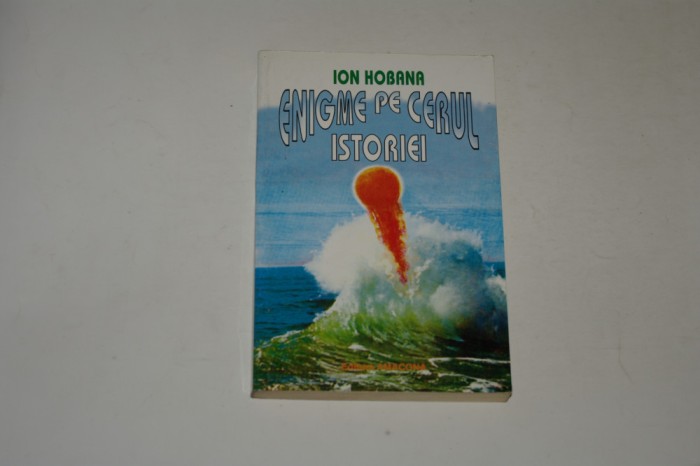 ION HOBANA
ENIGME PE CERUL
ISTORIEI